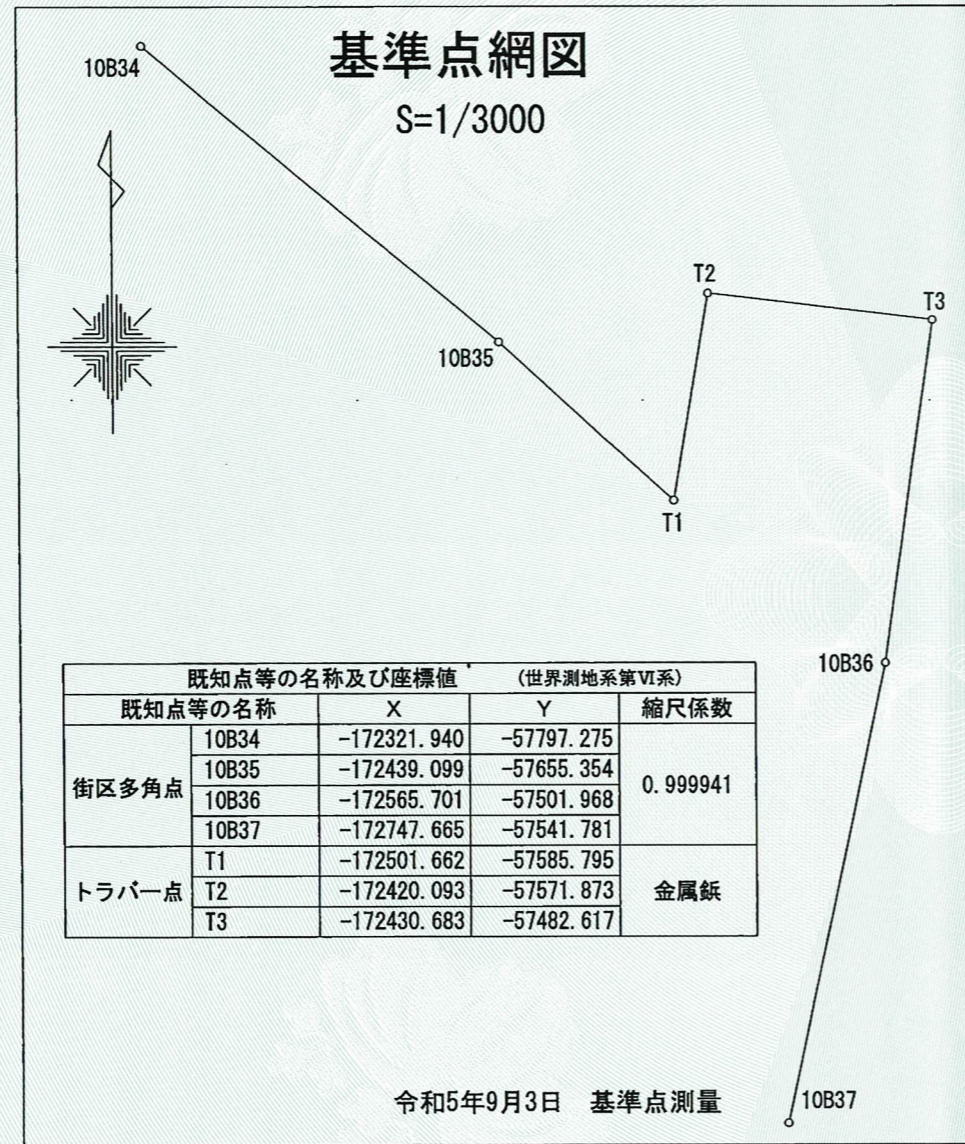 基準点網図
S=1/3000
10B34
10B35
T1
T2
T3
10B36
10B37
既知点等の名称及び座標値 (世界測地系第Ⅵ系)
既知点等の名称 X Y 縮尺係数
街区多角点 10B34 -172321.940 -57797.275 0.999941
10B35 -172439.099 -57655.354
10B36 -172565.701 -57501.968
10B37 -172747.665 -57541.781
トラバー点 T1 -172501.662 -57585.795 金属鋲
T2 -172420.093 -57571.873
T3 -172430.683 -57482.617
令和5年9月3日 基準点測量